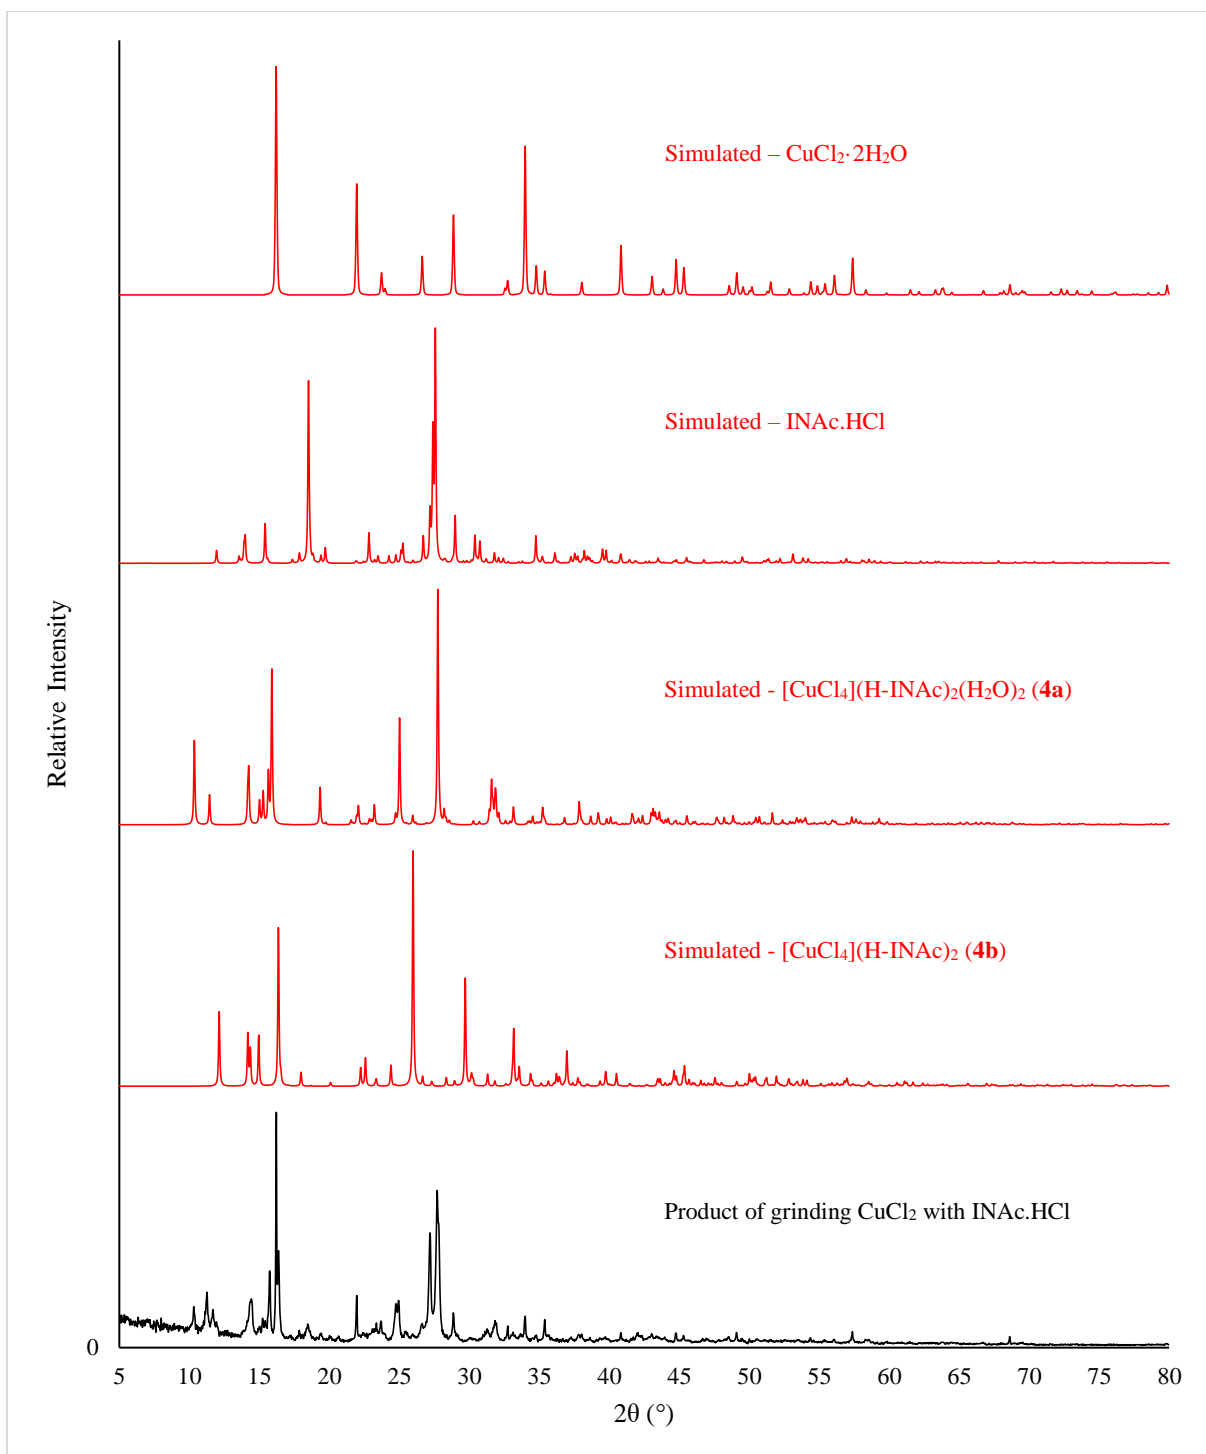 Simulated – CuCl₂·2H₂O
Simulated – INAc.HCl
Simulated - [CuCl₄](H-INAc)₂(H₂O)₂ (4a)
Simulated - [CuCl₄](H-INAc)₂ (4b)
Product of grinding CuCl₂ with INAc.HCl
Relative Intensity
0
5 10 15 20 25 30 35 40 45 50 55 60 65 70 75 80
2θ (°)